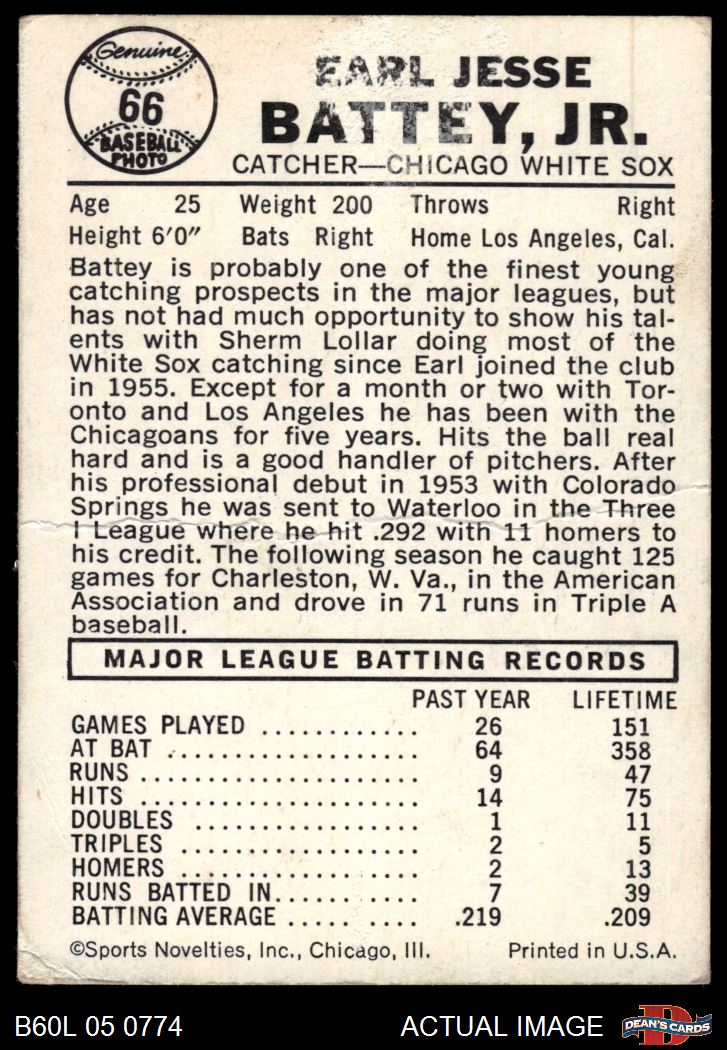 Genuine
66
BASEBALL
PHOTO
EARL JESSE
BATTEY, JR.
CATCHER—CHICAGO WHITE SOX
Age 25 Weight 200 Throws Right
Height 6'0" Bats Right Home Los Angeles, Cal.
Battey is probably one of the finest young
catching prospects in the major leagues, but
has not had much opportunity to show his tal-
ents with Sherm Lollar doing most of the
White Sox catching since Earl joined the club
in 1955. Except for a month or two with Tor-
onto and Los Angeles he has been with the
Chicagoans for five years. Hits the ball real
hard and is a good handler of pitchers. After
his professional debut in 1953 with Colorado
Springs he was sent to Waterloo in the Three
I League where he hit .292 with 11 homers to
his credit. The following season he caught 125
games for Charleston, W. Va., in the American
Association and drove in 71 runs in Triple A
baseball.
MAJOR LEAGUE BATTING RECORDS
PAST YEAR LIFETIME
GAMES PLAYED ............ 26 151
AT BAT .................. 64 358
RUNS .................... 9 47
HITS .................... 14 75
DOUBLES ................ 1 11
TRIPLES ................. 2 5
HOMERS ................. 2 13
RUNS BATTED IN........... 7 39
BATTING AVERAGE .......... .219 .209
©Sports Novelties, Inc., Chicago, Ill. Printed in U.S.A.
B60L 05 0774 ACTUAL IMAGE DEAN'S CARDS